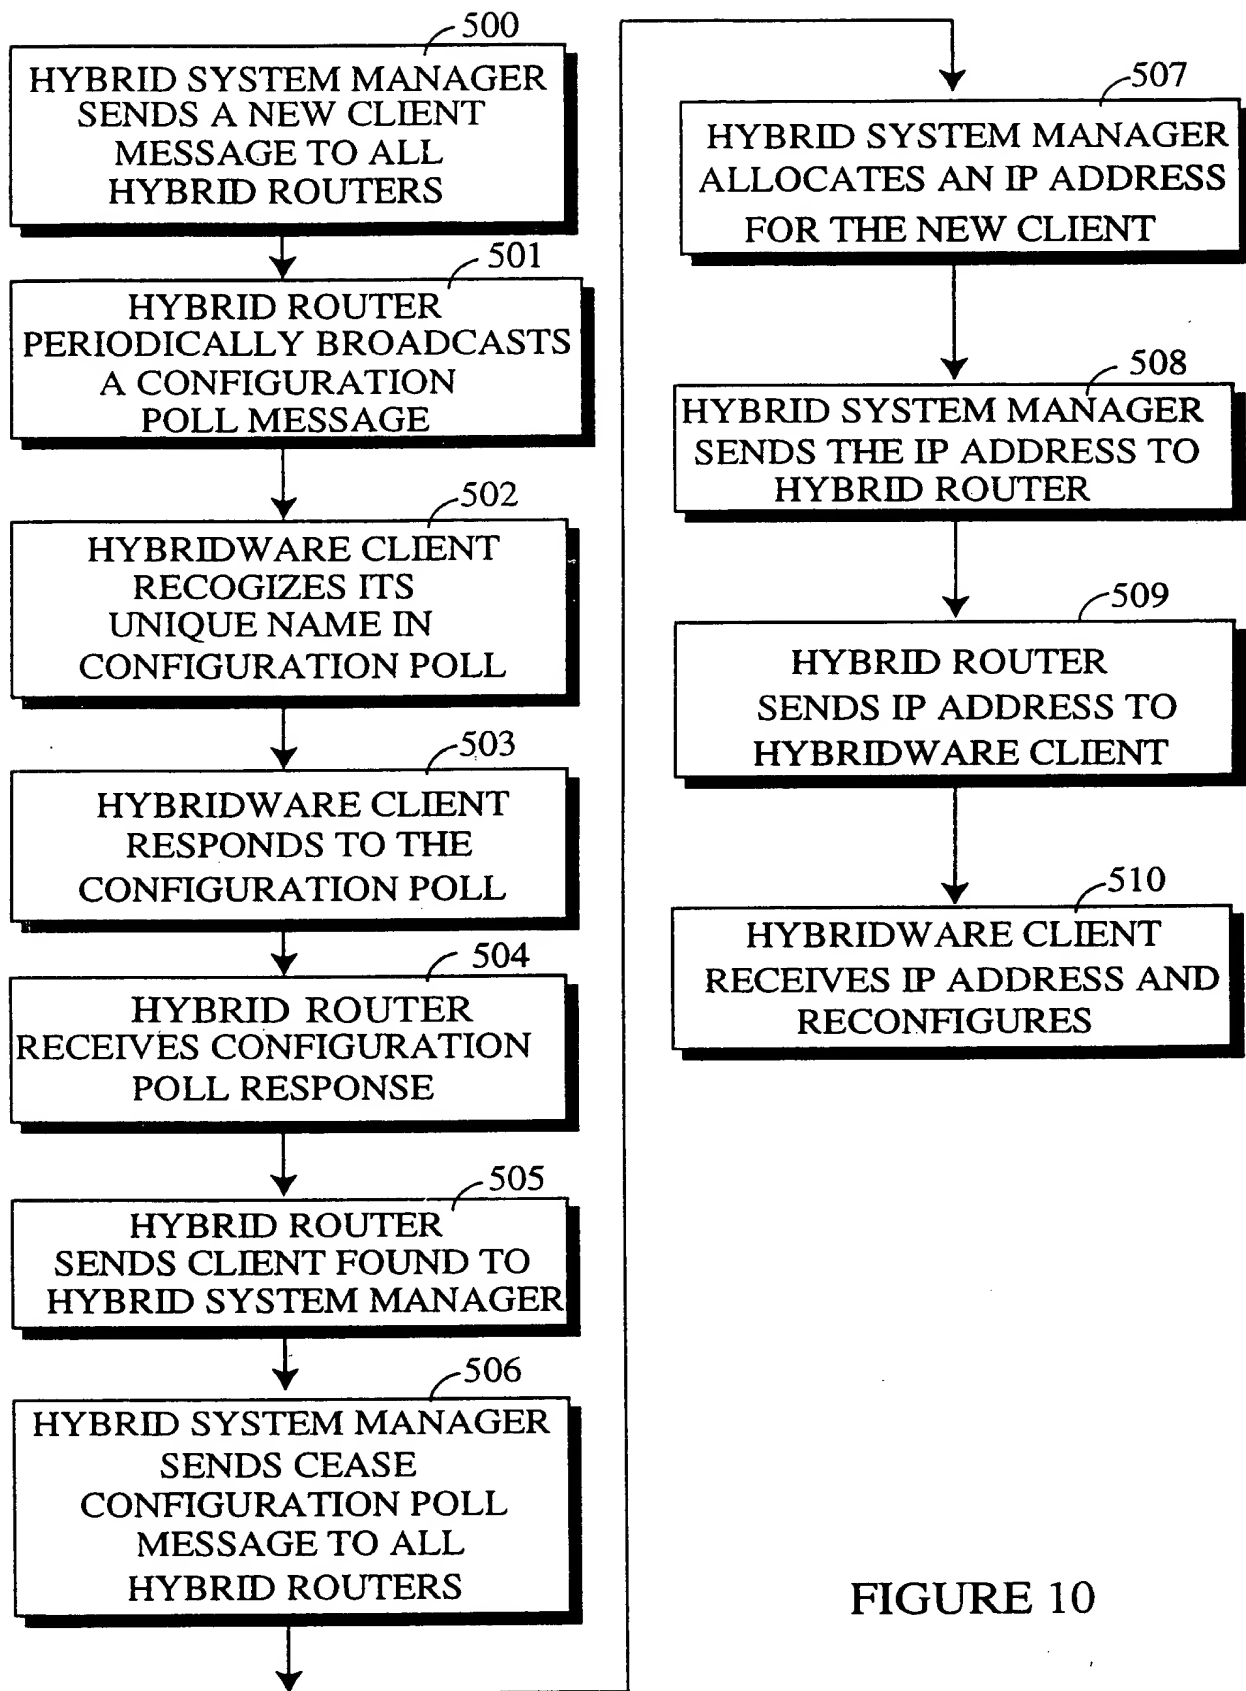 500
HYBRID SYSTEM MANAGER
SENDS A NEW CLIENT
MESSAGE TO ALL
HYBRID ROUTERS
501
HYBRID ROUTER
PERIODICALLY BROADCASTS
A CONFIGURATION
POLL MESSAGE
502
HYBRIDWARE CLIENT
RECOGIZES ITS
UNIQUE NAME IN
CONFIGURATION POLL
503
HYBRIDWARE CLIENT
RESPONDS TO THE
CONFIGURATION POLL
504
HYBRID ROUTER
RECEIVES CONFIGURATION
POLL RESPONSE
505
HYBRID ROUTER
SENDS CLIENT FOUND TO
HYBRID SYSTEM MANAGER
506
HYBRID SYSTEM MANAGER
SENDS CEASE
CONFIGURATION POLL
MESSAGE TO ALL
HYBRID ROUTERS
507
HYBRID SYSTEM MANAGER
ALLOCATES AN IP ADDRESS
FOR THE NEW CLIENT
508
HYBRID SYSTEM MANAGER
SENDS THE IP ADDRESS TO
HYBRID ROUTER
509
HYBRID ROUTER
SENDS IP ADDRESS TO
HYBRIDWARE CLIENT
510
HYBRIDWARE CLIENT
RECEIVES IP ADDRESS AND
RECONFIGURES
FIGURE 10